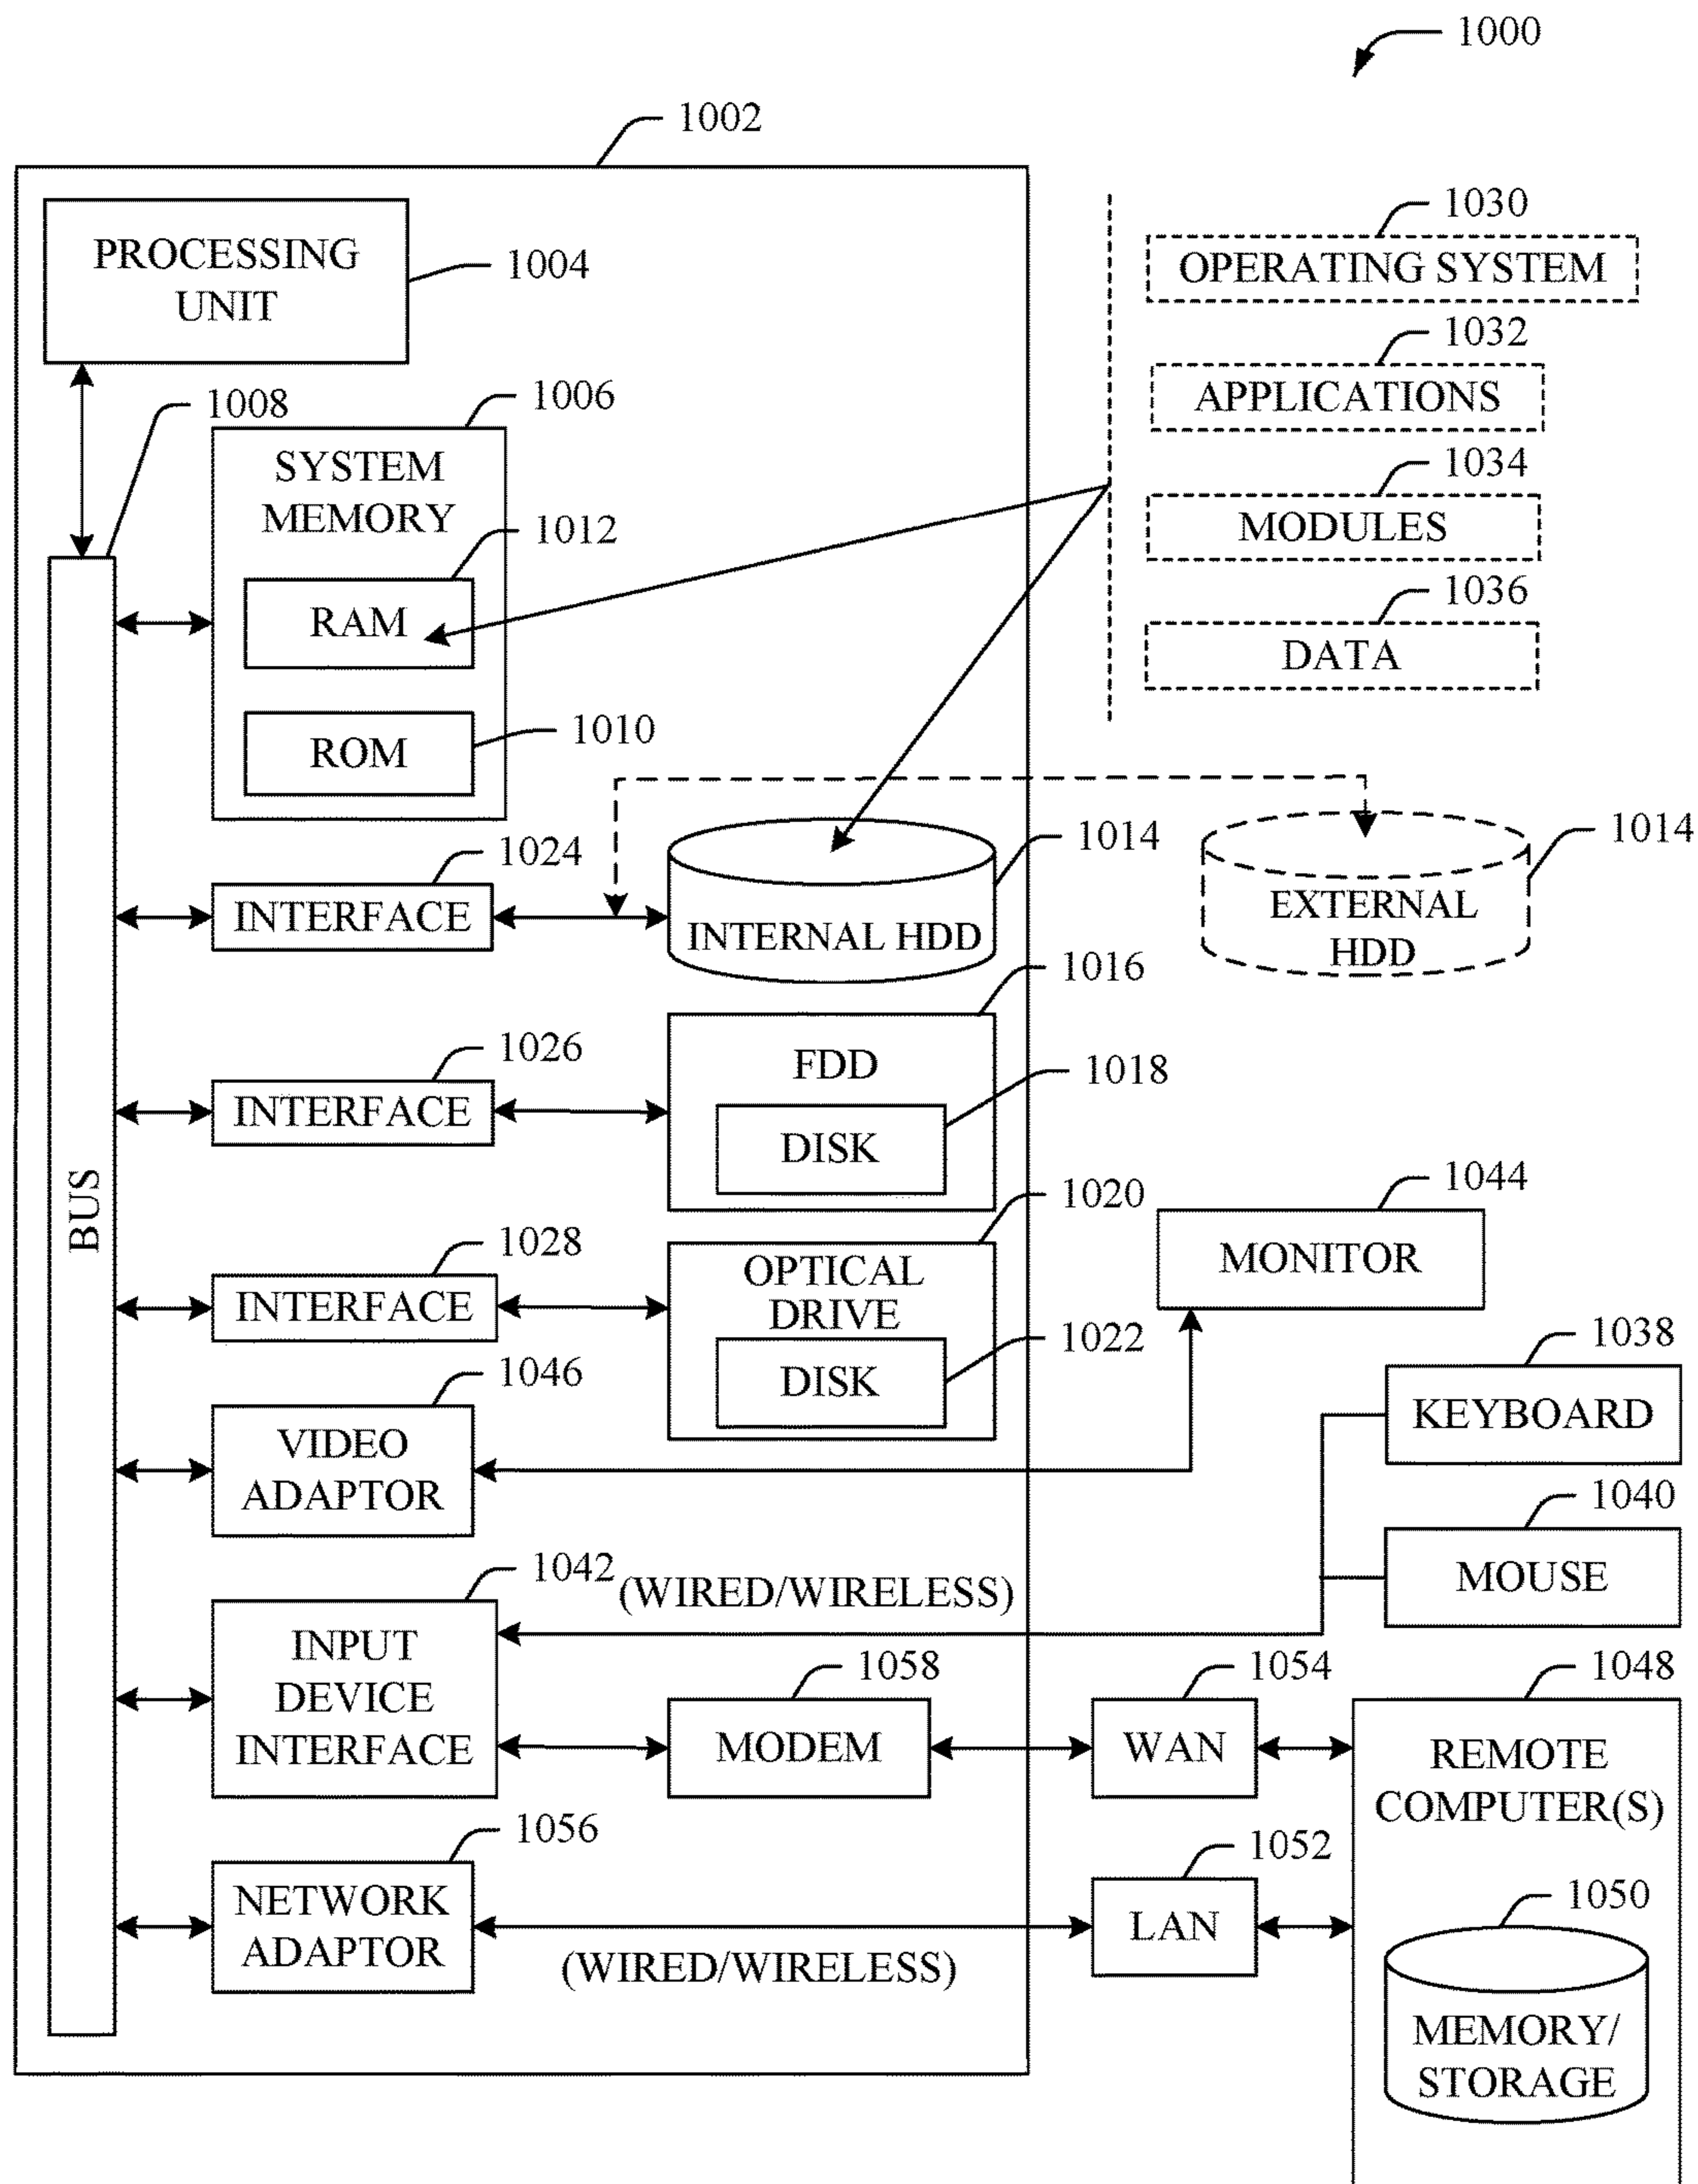 1000
1002
PROCESSING
UNIT
1004
1030
OPERATING SYSTEM
1032
APPLICATIONS
1034
MODULES
1036
DATA
1008
1006
SYSTEM
MEMORY
1012
RAM
1010
ROM
1024
INTERFACE
1014
INTERNAL HDD
1014
EXTERNAL
HDD
1016
1026
INTERFACE
FDD
1018
DISK
BUS
1020
1028
INTERFACE
OPTICAL
DRIVE
1022
DISK
1044
MONITOR
1038
KEYBOARD
1046
VIDEO
ADAPTOR
1040
MOUSE
1042
(WIRED/WIRELESS)
INPUT
DEVICE
INTERFACE
1058
MODEM
1054
WAN
1048
REMOTE
COMPUTER(S)
1056
NETWORK
ADAPTOR
(WIRED/WIRELESS)
1052
LAN
1050
MEMORY/
STORAGE